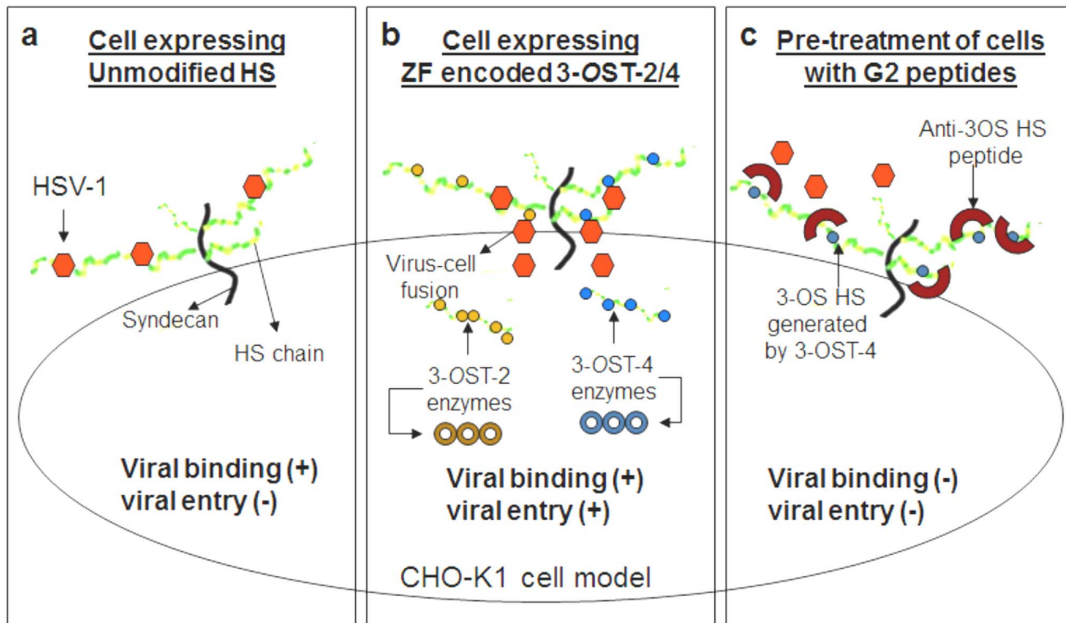 a
Cell expressing
Unmodified HS
HSV-1
Syndecan
HS chain
Viral binding (+)
viral entry (-)
b
Cell expressing
ZF encoded 3-OST-2/4
Virus-cell
fusion
3-OST-2
enzymes
3-OST-4
enzymes
Viral binding (+)
viral entry (+)
CHO-K1 cell model
c
Pre-treatment of cells
with G2 peptides
Anti-3OS HS
peptide
3-OS HS
generated
by 3-OST-4
Viral binding (-)
viral entry (-)